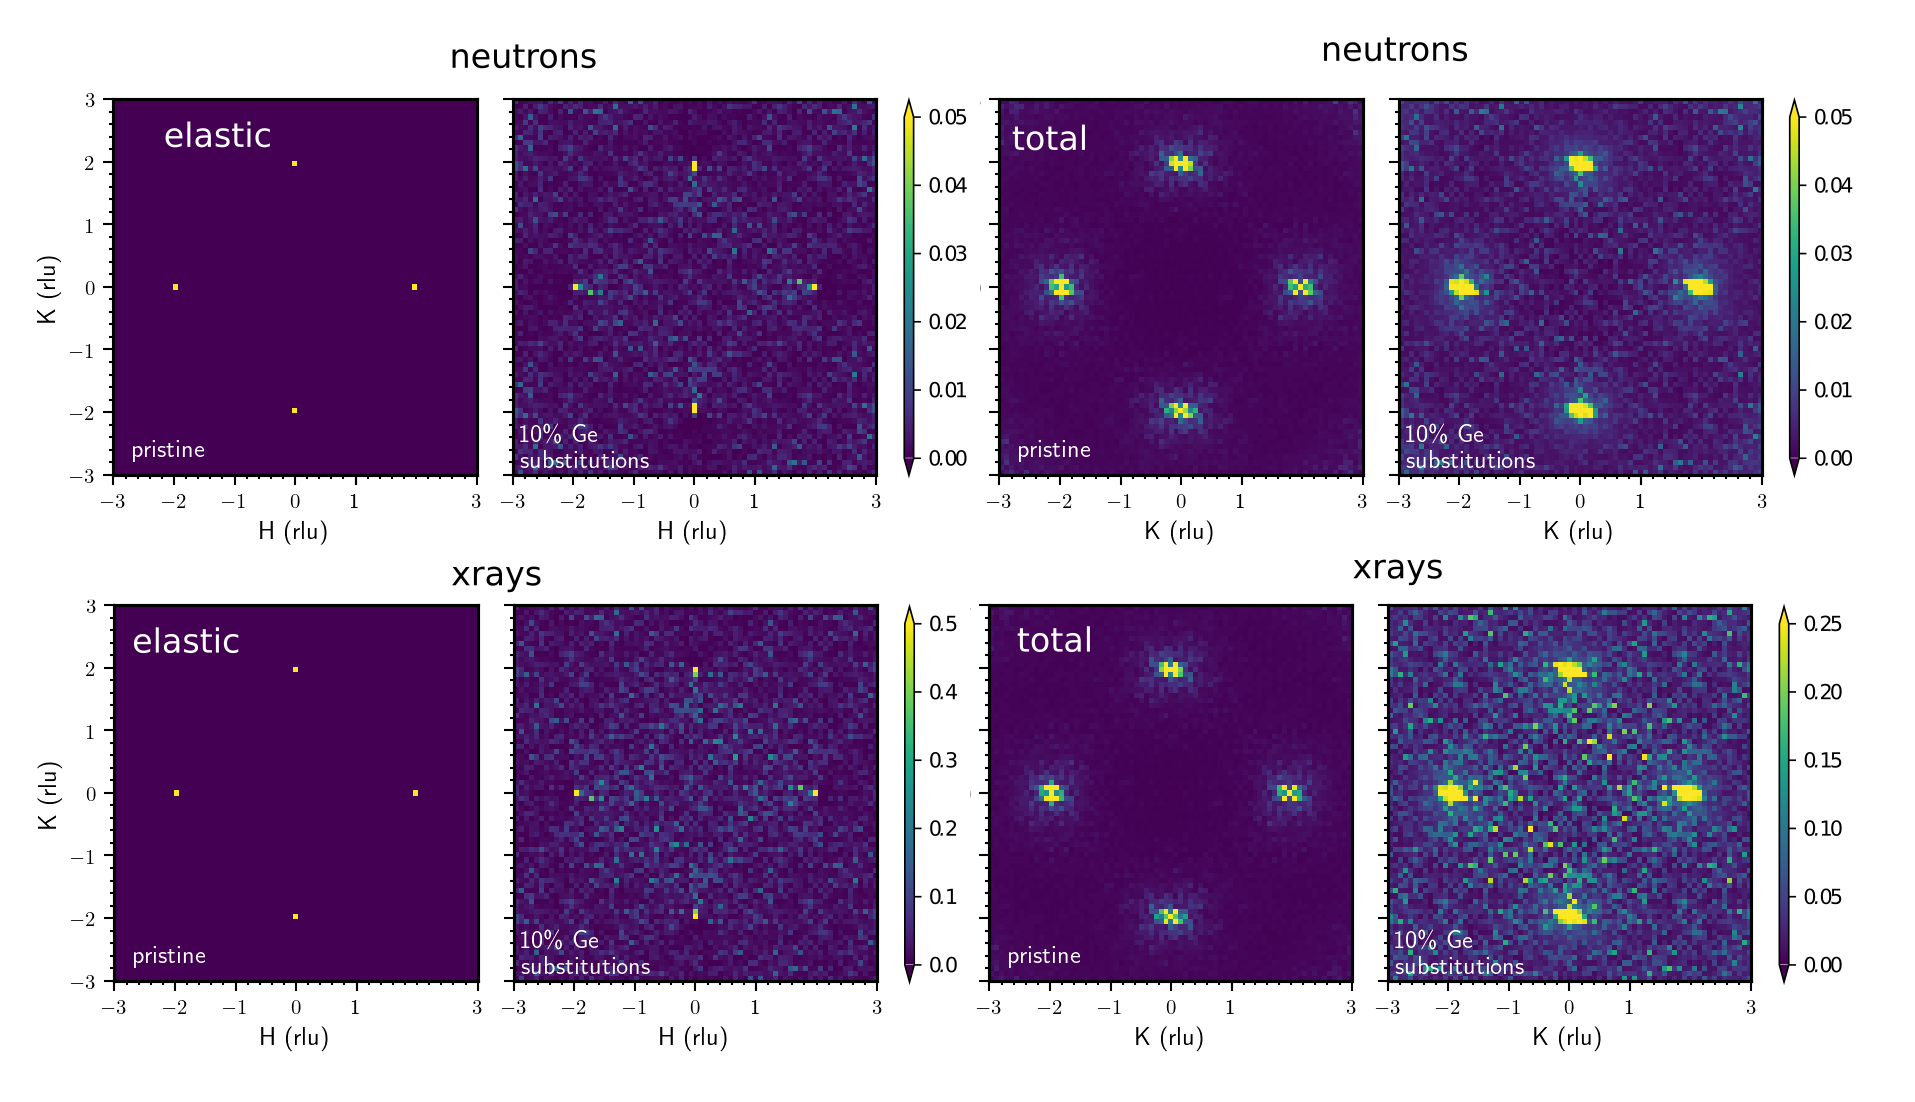 neutrons
neutrons
elastic
pristine
10% Ge
substitutions
total
pristine
10% Ge
substitutions
3
2
1
0
−1
−2
−3
K (rlu)
−3 −2 −1 0 1 3
H (rlu)
−3 −2 −1 0 1 3
H (rlu)
0.05
0.04
0.03
0.02
0.01
0.00
−3 −2 −1 0 1 3
K (rlu)
−3 −2 −1 0 1 3
K (rlu)
0.05
0.04
0.03
0.02
0.01
0.00
xrays
xrays
elastic
pristine
10% Ge
substitutions
total
pristine
10% Ge
substitutions
3
2
1
0
−1
−2
−3
K (rlu)
−3 −2 −1 0 1 3
H (rlu)
−3 −2 −1 0 1 3
H (rlu)
0.5
0.4
0.3
0.2
0.1
0.0
−3 −2 −1 0 1 3
K (rlu)
−3 −2 −1 0 1 3
K (rlu)
0.25
0.20
0.15
0.10
0.05
0.00